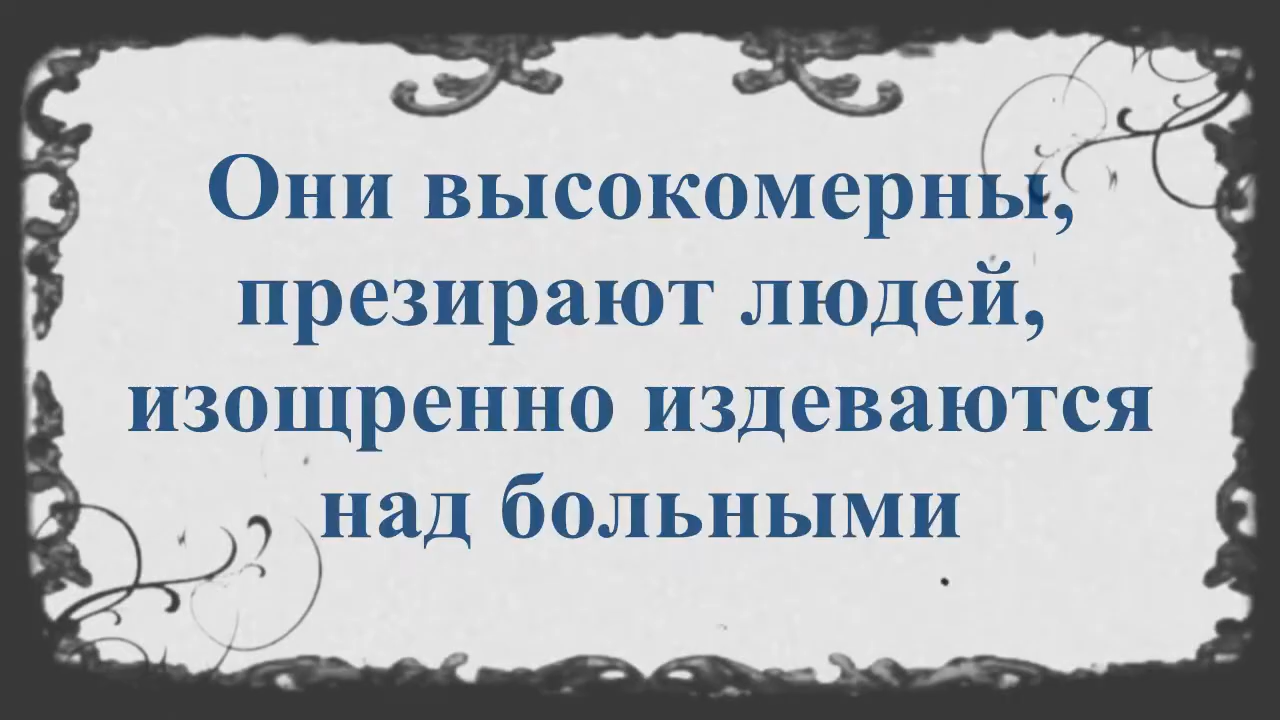 Они высокомерны,
презирают людей,
изощренно издеваются
над больными